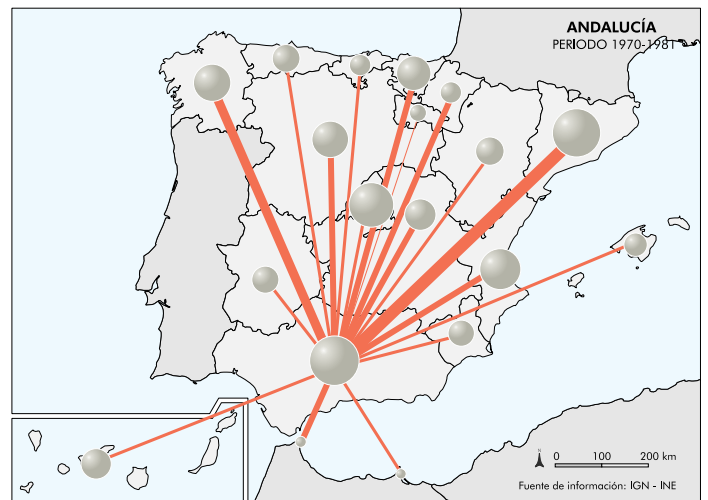 ANDALUCÍA
PERIODO 1970-1981
N
0 100 200 km
Fuente de información: IGN - INE